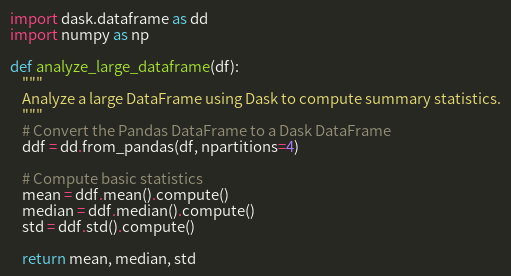 import dask.dataframe as dd
import numpy as np

def analyze_large_dataframe(df):
    """
    Analyze a large DataFrame using Dask to compute summary statistics.
    """
    # Convert the Pandas DataFrame to a Dask DataFrame
    ddf = dd.from_pandas(df, npartitions=4)

    # Compute basic statistics
    mean = ddf.mean().compute()
    median = ddf.median().compute()
    std = ddf.std().compute()

    return mean, median, std